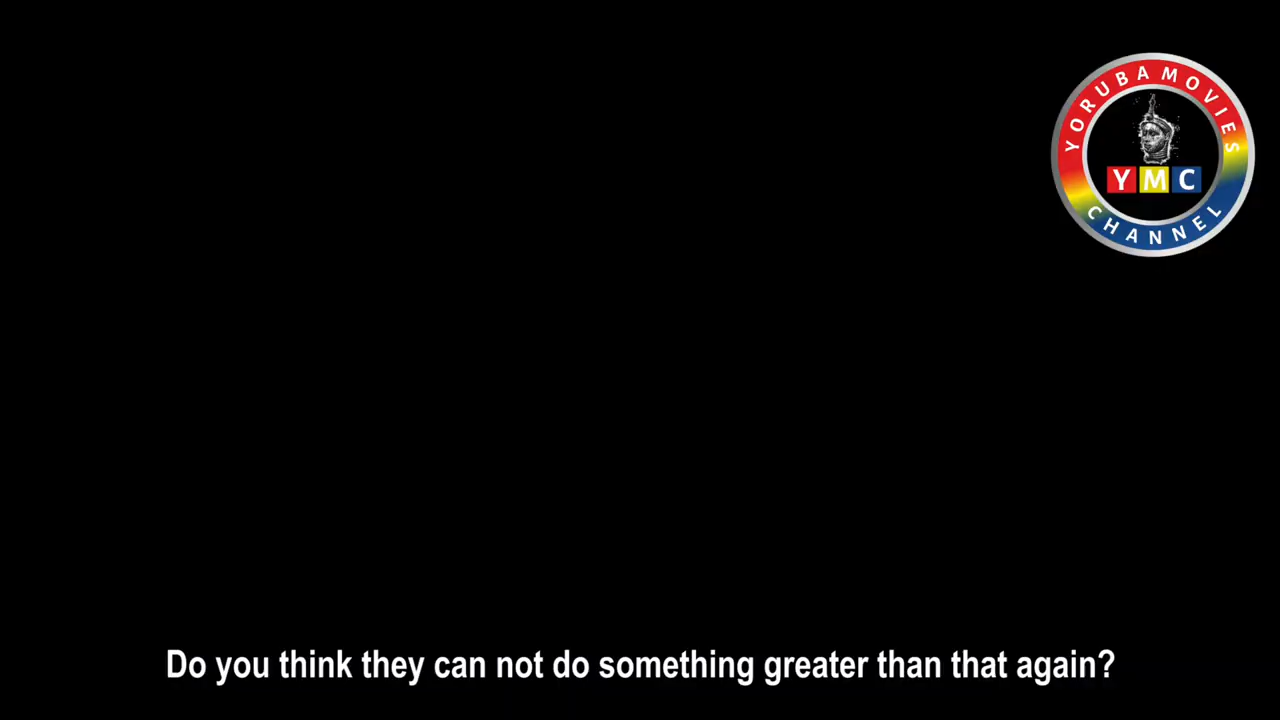 YORUBA MOVIES
YMC
CHANNEL
Do you think they can not do something greater than that again?